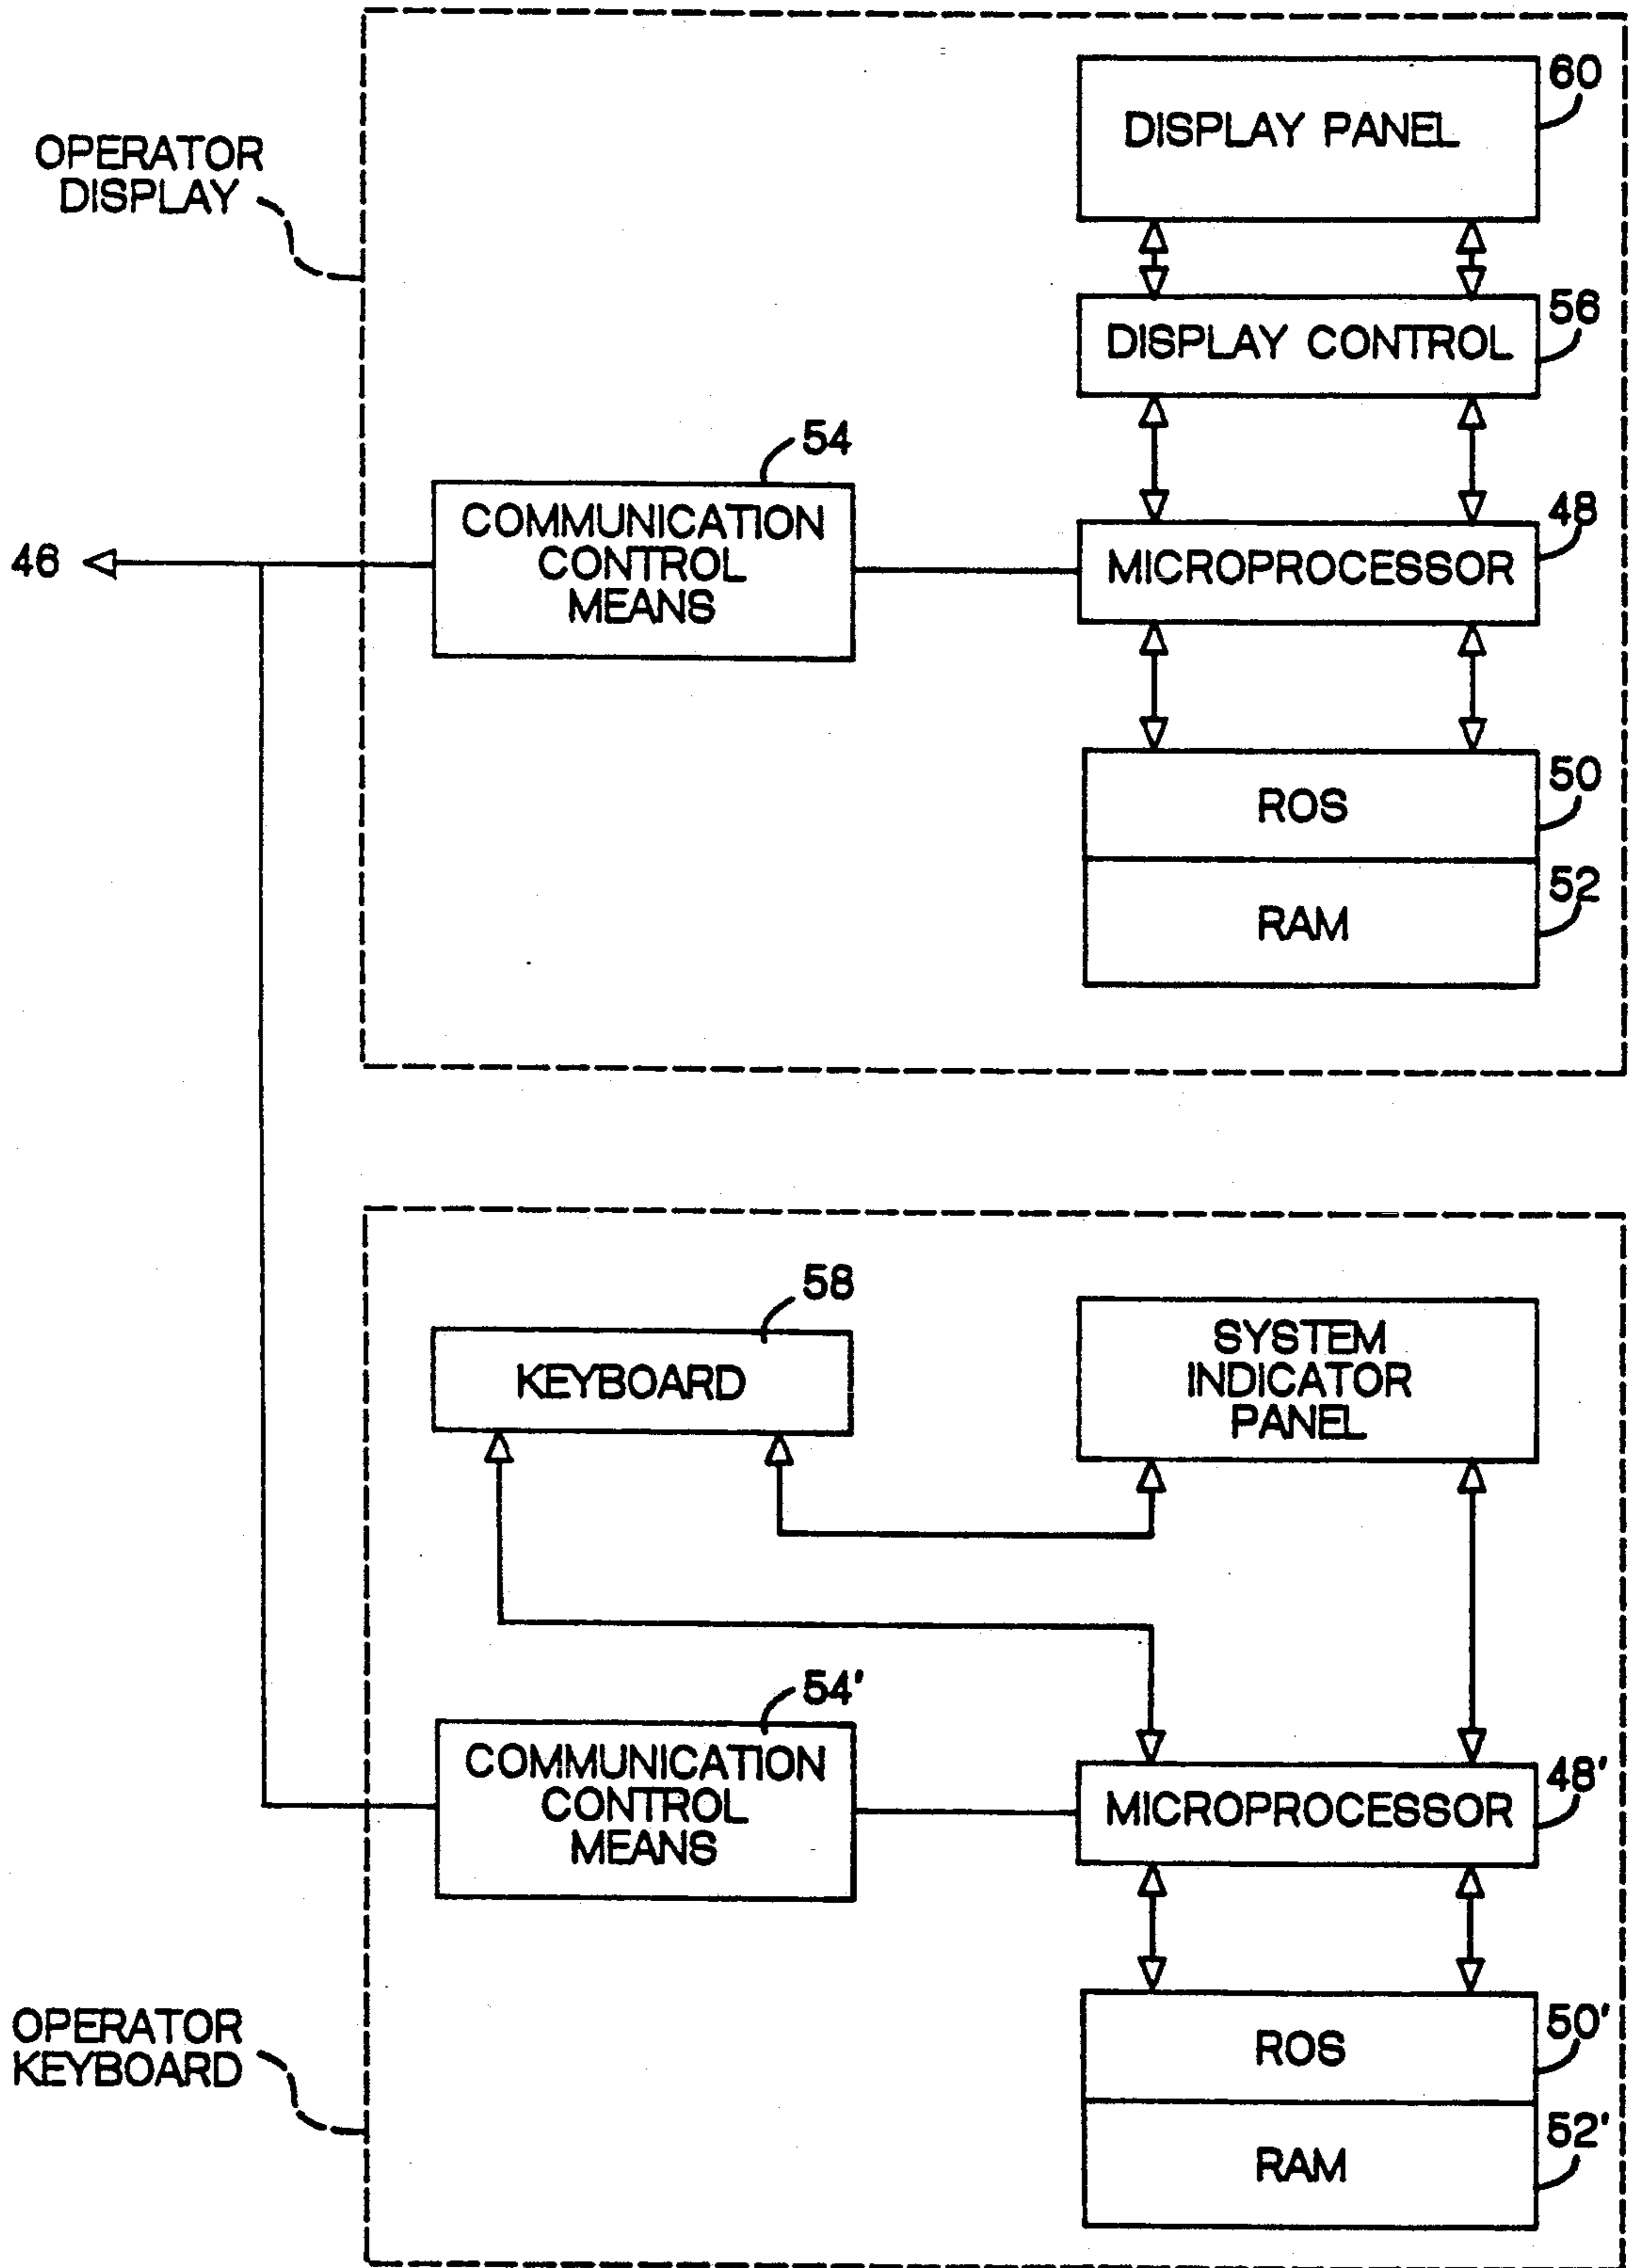 60
DISPLAY PANEL
OPERATOR
DISPLAY
56
DISPLAY CONTROL
54
COMMUNICATION
CONTROL
MEANS
48
MICROPROCESSOR
46
50
ROS
52
RAM
58
KEYBOARD
SYSTEM
INDICATOR
PANEL
54'
COMMUNICATION
CONTROL
MEANS
48'
MICROPROCESSOR
OPERATOR
KEYBOARD
50'
ROS
52'
RAM